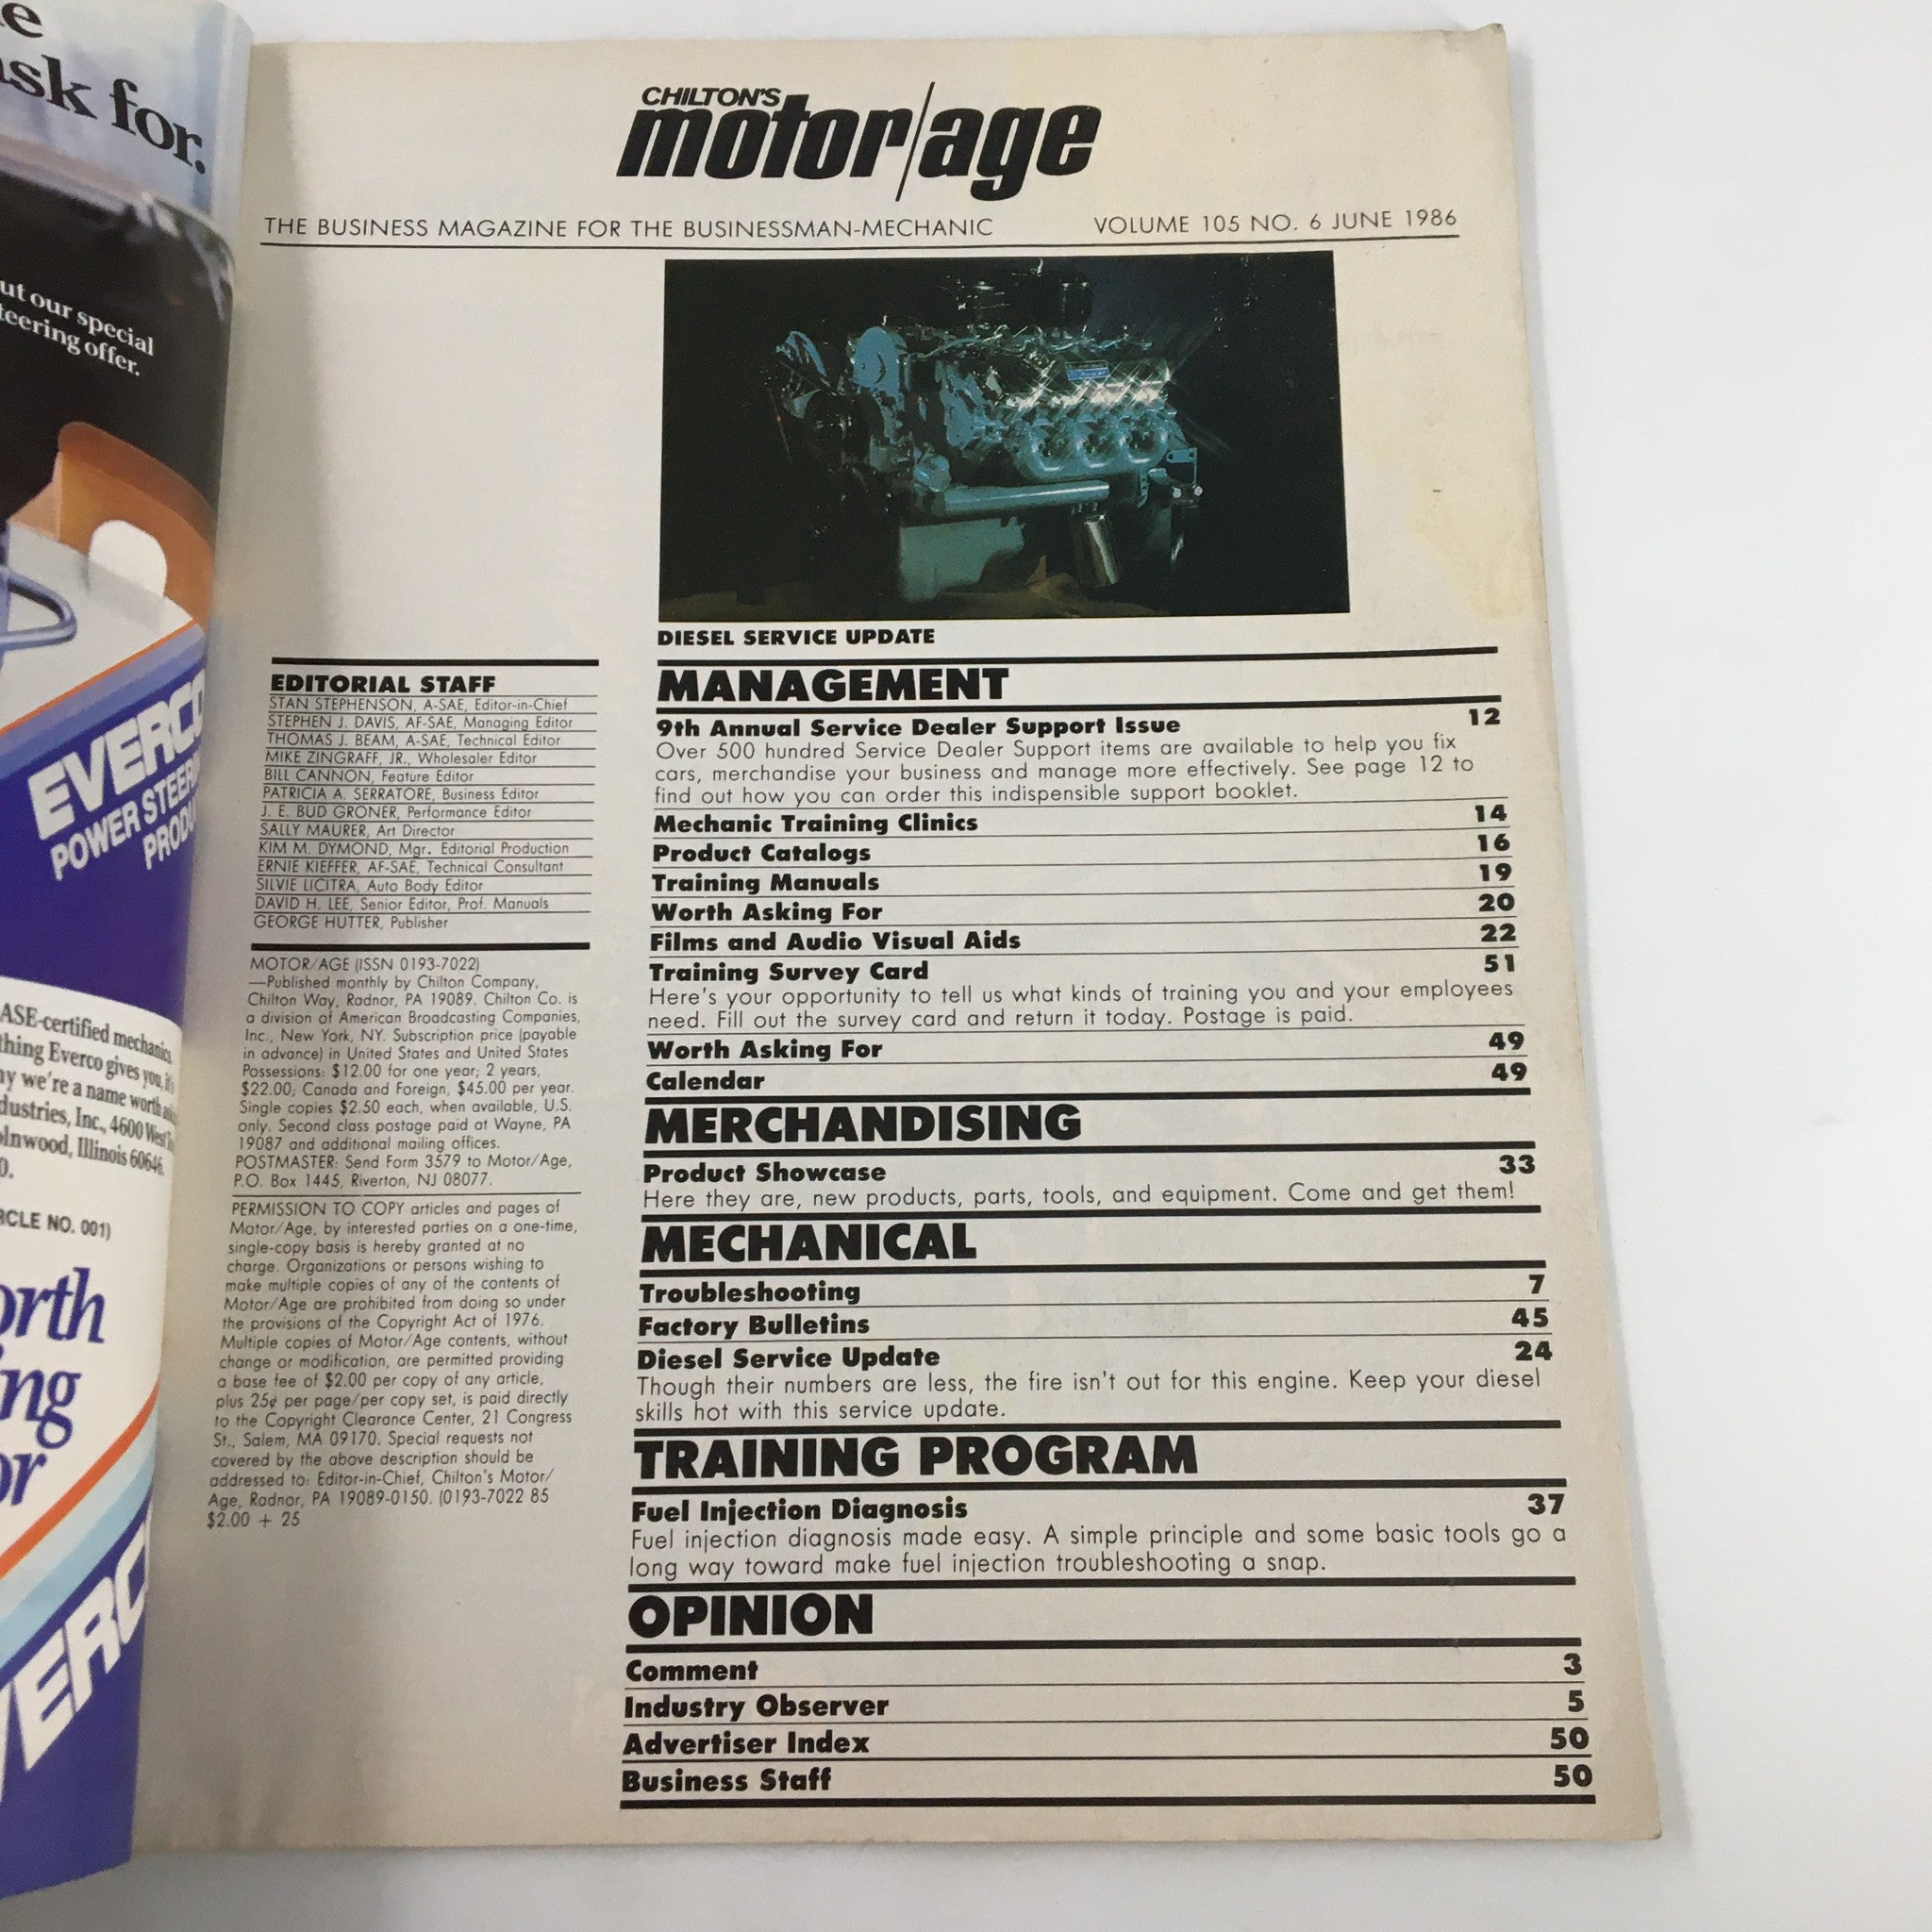 ask for.
ut our special
teering offer.
EVERCO
POWER STEERING
ASE-certified mechanics
thing Everco gives you,
y we're a name worth
dustries, Inc., 4600 West
Illinois 60646.
CIRCLE NO. 001)
CHILTON'S
motor/age
THE BUSINESS MAGAZINE FOR THE BUSINESSMAN-MECHANIC VOLUME 105 NO. 6 JUNE 1986
DIESEL SERVICE UPDATE
EDITORIAL STAFF
STAN STEPHENSON, A-SAE, Editor-in-Chief
STEPHEN J. DAVIS, AF-SAE, Managing Editor
THOMAS J. BEAM, A-SAE, Technical Editor
MIKE ZINGRAFF, JR., Wholesaler Editor
BILL CANNON, Feature Editor
PATRICIA A. SERRATORE, Business Editor
J. E. BUD GRONER, Performance Editor
SALLY MAURER, Art Director
KIM M. DYMOND, Mgr. Editorial Production
ERNIE KIEFFER, AF-SAE, Technical Consultant
SILVIE LICITRA, Auto Body Editor
DAVID H. LEE, Senior Editor, Prof. Manuals
GEORGE HUTTER, Publisher
MOTOR/AGE (ISSN 0193-7022)
—Published monthly by Chilton Company,
Chilton Way, Radnor, PA 19089. Chilton Co. is
a division of American Broadcasting Companies,
Inc., New York, NY. Subscription price (payable
in advance) in United States and United States
Possessions: $12.00 for one year; 2 years,
$22.00; Canada and Foreign, $45.00 per year.
Single copies $2.50 each, when available, U.S.
only. Second class postage paid at Wayne, PA
19087 and additional mailing offices.
POSTMASTER: Send Form 3579 to Motor/Age,
P.O. Box 1445, Riverton, NJ 08077.
PERMISSION TO COPY articles and pages of
Motor/Age, by interested parties on a one-time,
single-copy basis is hereby granted at no
charge. Organizations or persons wishing to
make multiple copies of any of the contents of
Motor/Age are prohibited from doing so under
the provisions of the Copyright Act of 1976.
Multiple copies of Motor/Age contents, without
change or modification, are permitted providing
a base fee of $2.00 per copy of any article,
plus 25¢ per page/per copy set, is paid directly
to the Copyright Clearance Center, 21 Congress
St., Salem, MA 09170. Special requests not
covered by the above description should be
addressed to: Editor-in-Chief, Chilton's Motor/
Age, Radnor, PA 19089-0150. (0193-7022 85
$2.00 + 25
MANAGEMENT
9th Annual Service Dealer Support Issue 12
Over 500 hundred Service Dealer Support items are available to help you fix
cars, merchandise your business and manage more effectively. See page 12 to
find out how you can order this indispensible support booklet.
Mechanic Training Clinics 14
Product Catalogs 16
Training Manuals 19
Worth Asking For 20
Films and Audio Visual Aids 22
Training Survey Card 51
Here's your opportunity to tell us what kinds of training you and your employees
need. Fill out the survey card and return it today. Postage is paid.
Worth Asking For 49
Calendar 49
MERCHANDISING
Product Showcase 33
Here they are, new products, parts, tools, and equipment. Come and get them!
MECHANICAL
Troubleshooting 7
Factory Bulletins 45
Diesel Service Update 24
Though their numbers are less, the fire isn't out for this engine. Keep your diesel
skills hot with this service update.
TRAINING PROGRAM
Fuel Injection Diagnosis 37
Fuel injection diagnosis made easy. A simple principle and some basic tools go a
long way toward make fuel injection troubleshooting a snap.
OPINION
Comment 3
Industry Observer 5
Advertiser Index 50
Business Staff 50